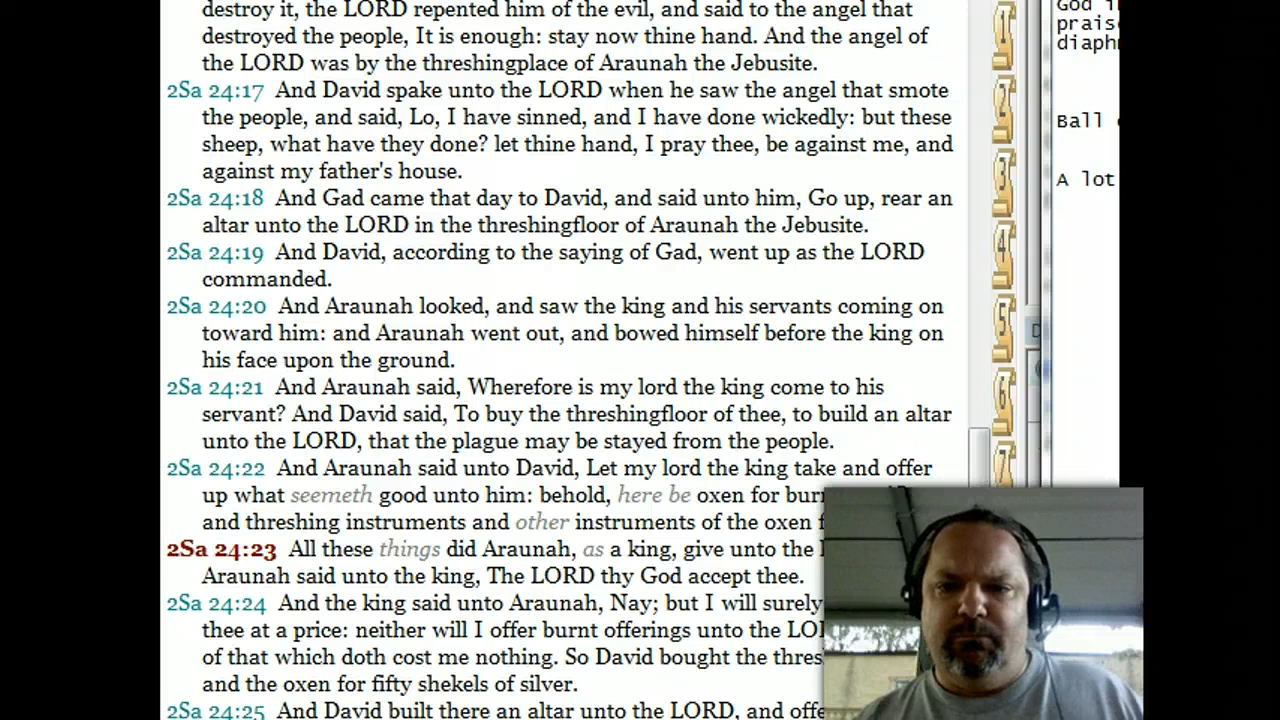 destroy it, the LORD repented him of the evil, and said to the angel that
destroyed the people, It is enough: stay now thine hand. And the angel of
the LORD was by the threshingplace of Araunah the Jebusite.
2Sa 24:17 And David spake unto the LORD when he saw the angel that smote
the people, and said, Lo, I have sinned, and I have done wickedly: but these
sheep, what have they done? let thine hand, I pray thee, be against me, and
against my father's house.
2Sa 24:18 And Gad came that day to David, and said unto him, Go up, rear an
altar unto the LORD in the threshingfloor of Araunah the Jebusite.
2Sa 24:19 And David, according to the saying of Gad, went up as the LORD
commanded.
2Sa 24:20 And Araunah looked, and saw the king and his servants coming on
toward him: and Araunah went out, and bowed himself before the king on
his face upon the ground.
2Sa 24:21 And Araunah said, Wherefore is my lord the king come to his
servant? And David said, To buy the threshingfloor of thee, to build an altar
unto the LORD, that the plague may be stayed from the people.
2Sa 24:22 And Araunah said unto David, Let my lord the king take and offer
up what seemeth good unto him: behold, here be oxen for
and threshing instruments and other instruments of the oxen
2Sa 24:23 All these things did Araunah, as a king, give unto the
Araunah said unto the king, The LORD thy God accept thee.
2Sa 24:24 And the king said unto Araunah, Nay; but I will surely
thee at a price: neither will I offer burnt offerings unto the
of that which doth cost me nothing. So David bought the
and the oxen for fifty shekels of silver.
2Sa 24:25 And David built there an altar unto the LORD, and
1
2
3
4
5
6
7
God
Ball
A lot